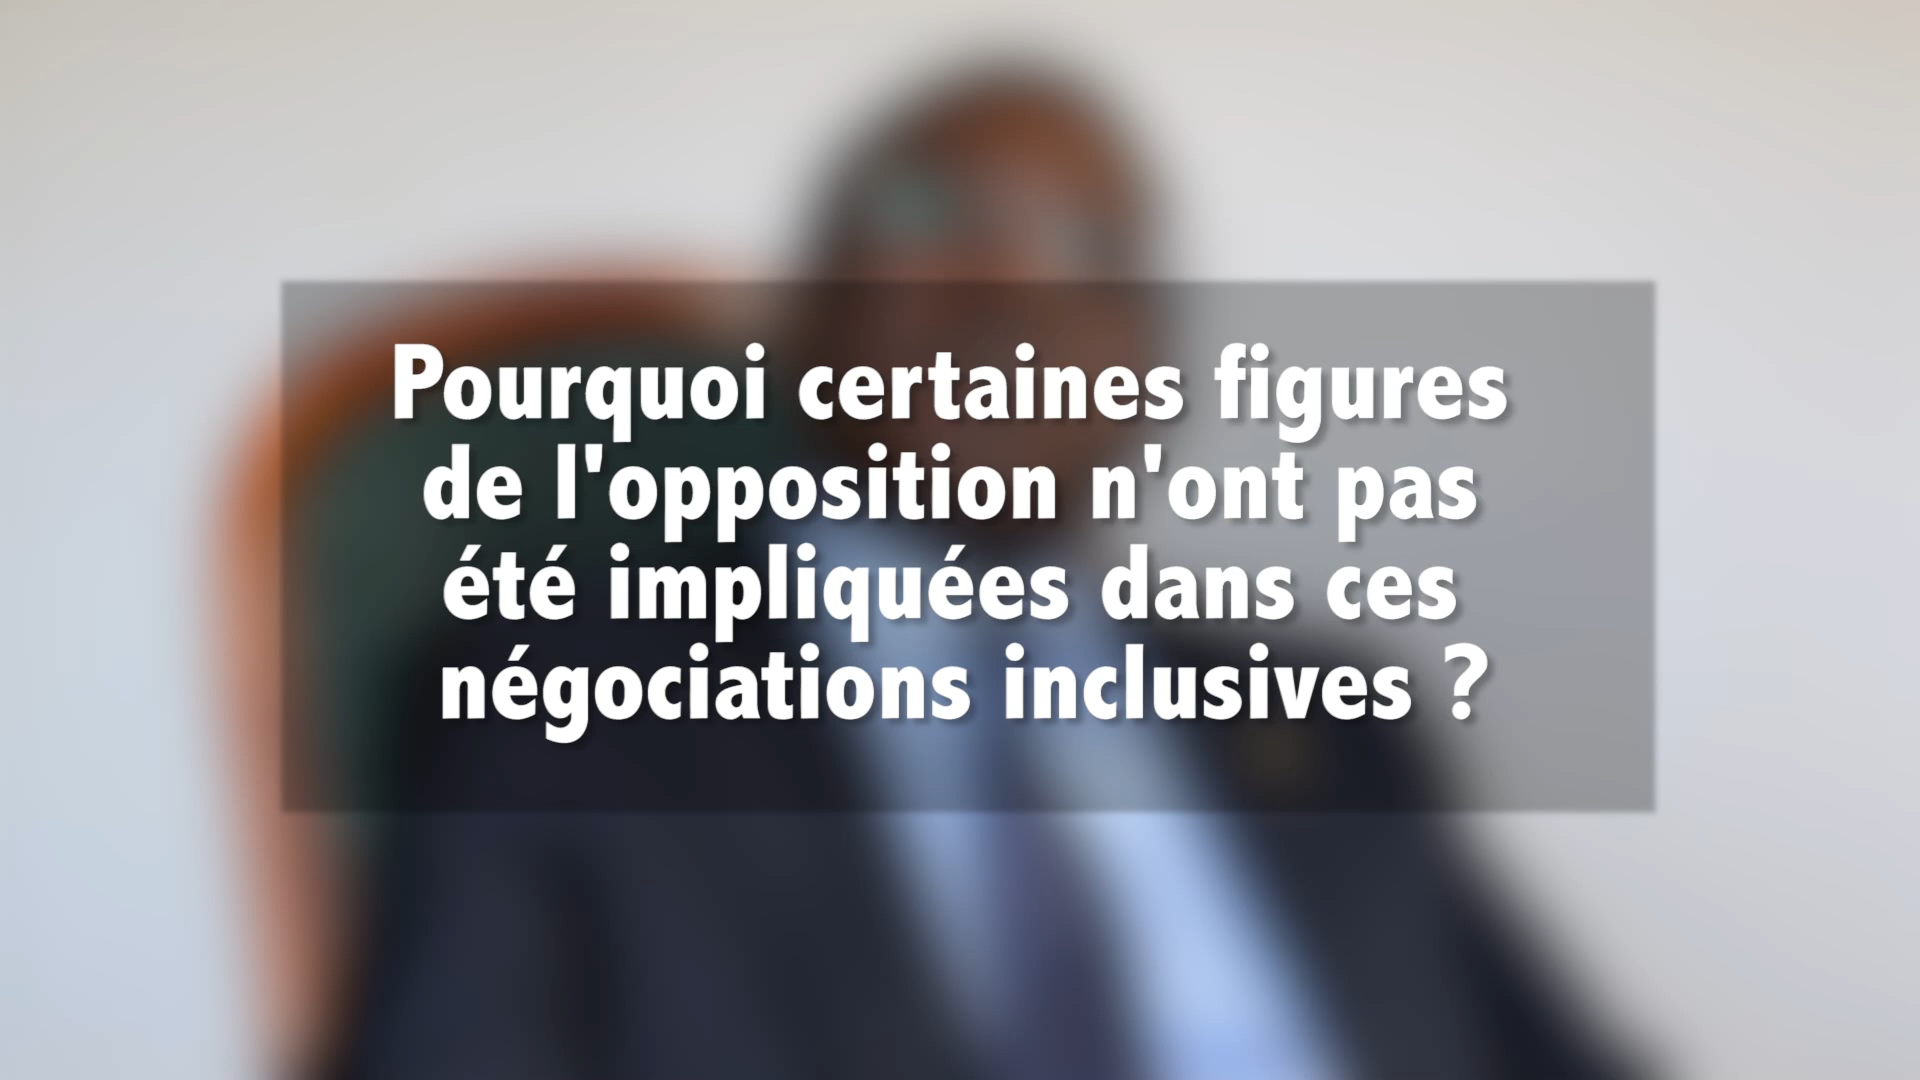 Pourquoi certaines figures
de l'opposition n'ont pas
été impliquées dans ces
négociations inclusives ?